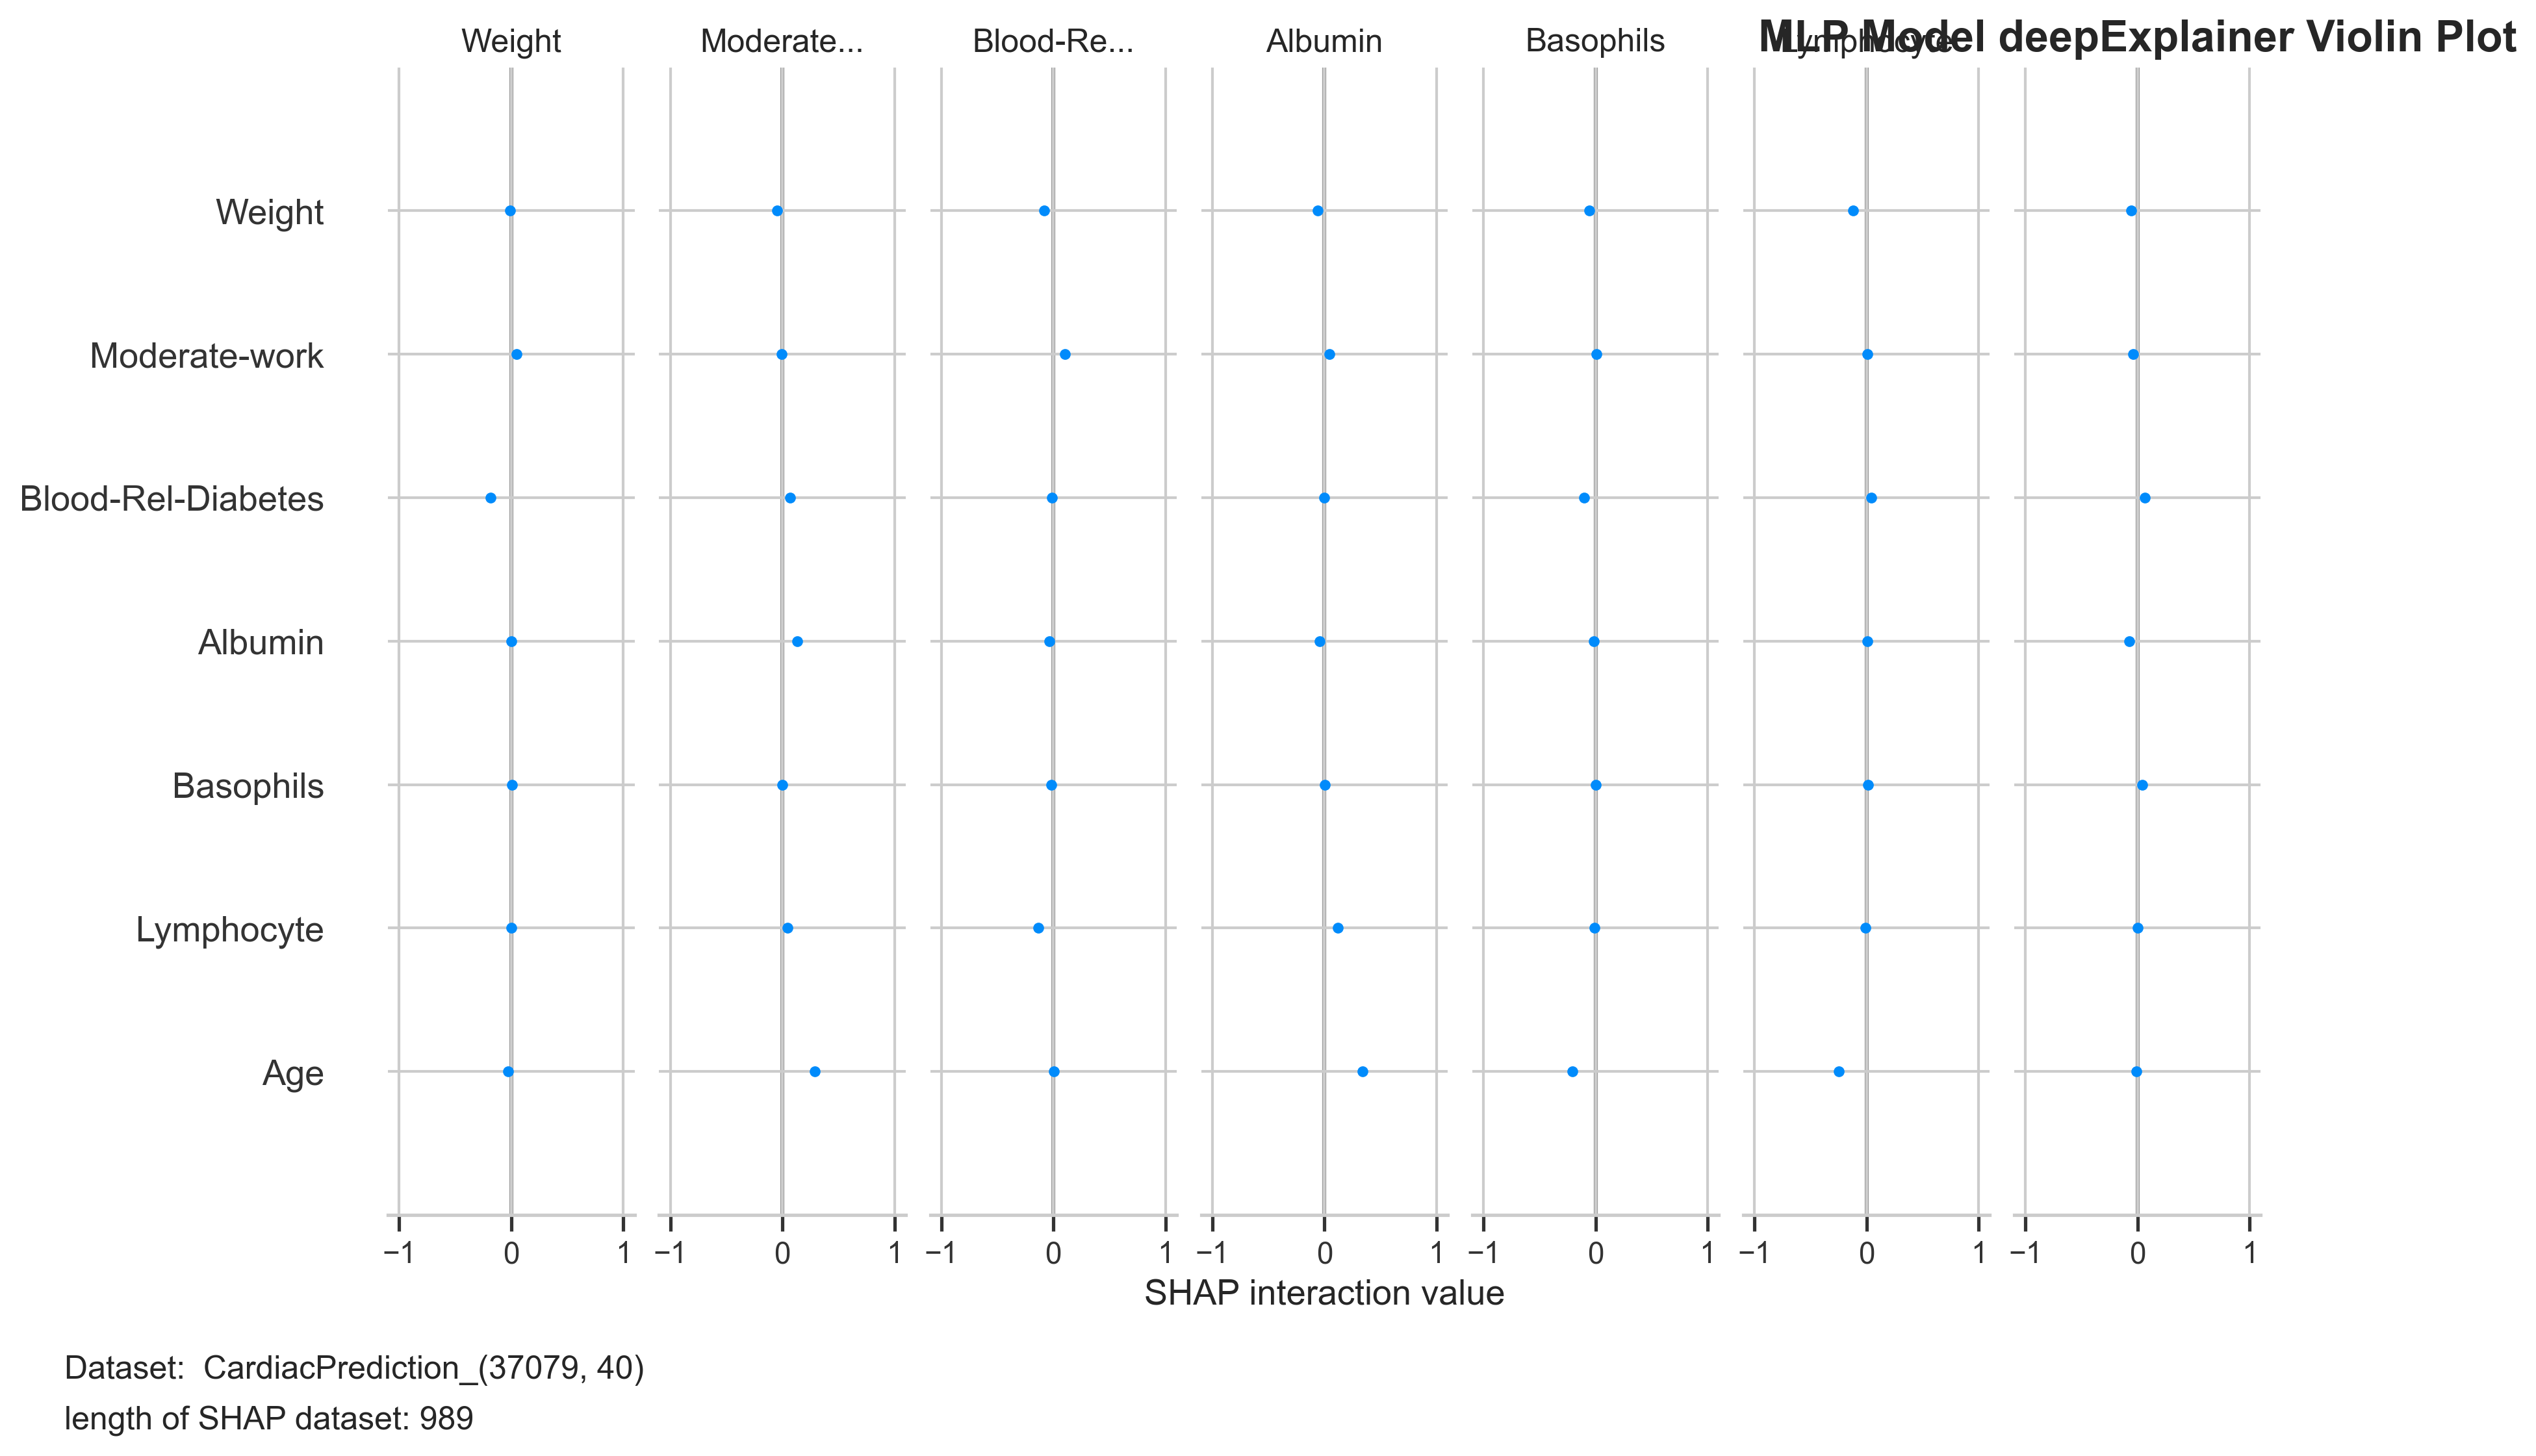 Weight Moderate... Blood-Re... Albumin Basophils Lymphocyte
MLP Model deepExplainer Violin Plot
Weight
Moderate-work
Blood-Rel-Diabetes
Albumin
Basophils
Lymphocyte
Age
−1 0 1 −1 0 1 −1 0 1 −1 0 1 −1 0 1 −1 0 1 −1 0 1
SHAP interaction value
Dataset: CardiacPrediction_(37079, 40)
length of SHAP dataset: 989